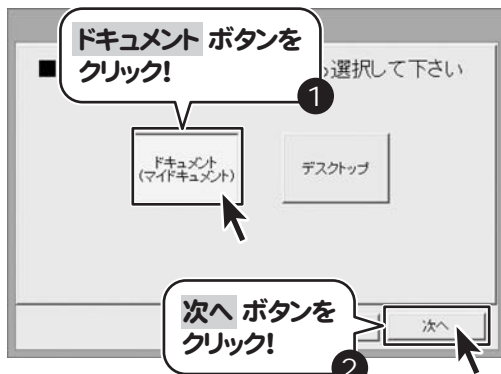 ドキュメント ボタンを
クリック!
■ 選択して下さい
1
ドキュメント
(マイドキュメント)
デスクトップ
次へ ボタンを
クリック!
次へ
2